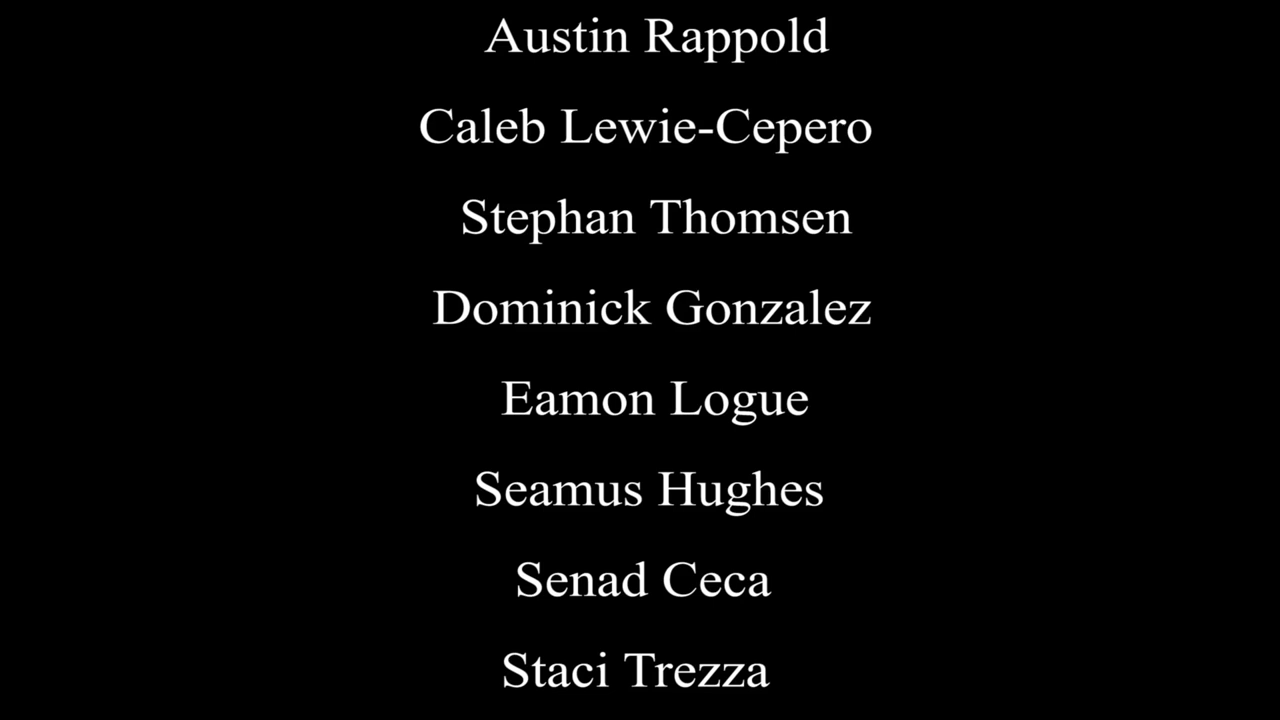 Austin Rappold
Caleb Lewie-Cepero
Stephan Thomsen
Dominick Gonzalez
Eamon Logue
Seamus Hughes
Senad Ceca
Staci Trezza